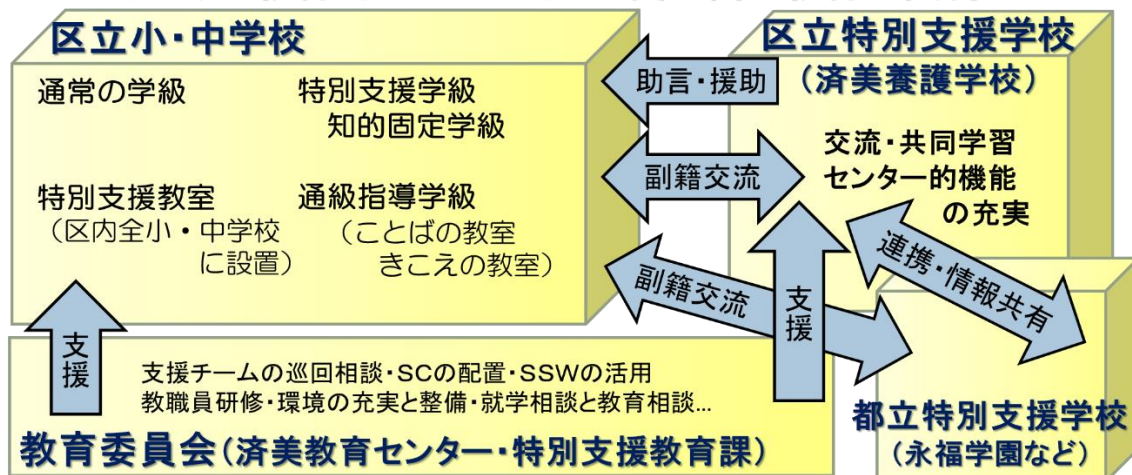 区立小・中学校
通常の学級
特別支援学級
知的固定学級
特別支援教室
（区内全小・中学校
に設置）
通級指導学級
（ことばの教室
きこえの教室）
助言・援助
副籍交流
副籍交流
区立特別支援学校
（済美養護学校）
交流・共同学習
センター的機能
の充実
連携・情報共有
支援
支援
支援チームの巡回相談・SCの配置・SSWの活用
教職員研修・環境の充実と整備・就学相談と教育相談…
教育委員会（済美教育センター・特別支援教育課）
都立特別支援学校
（永福学園など）